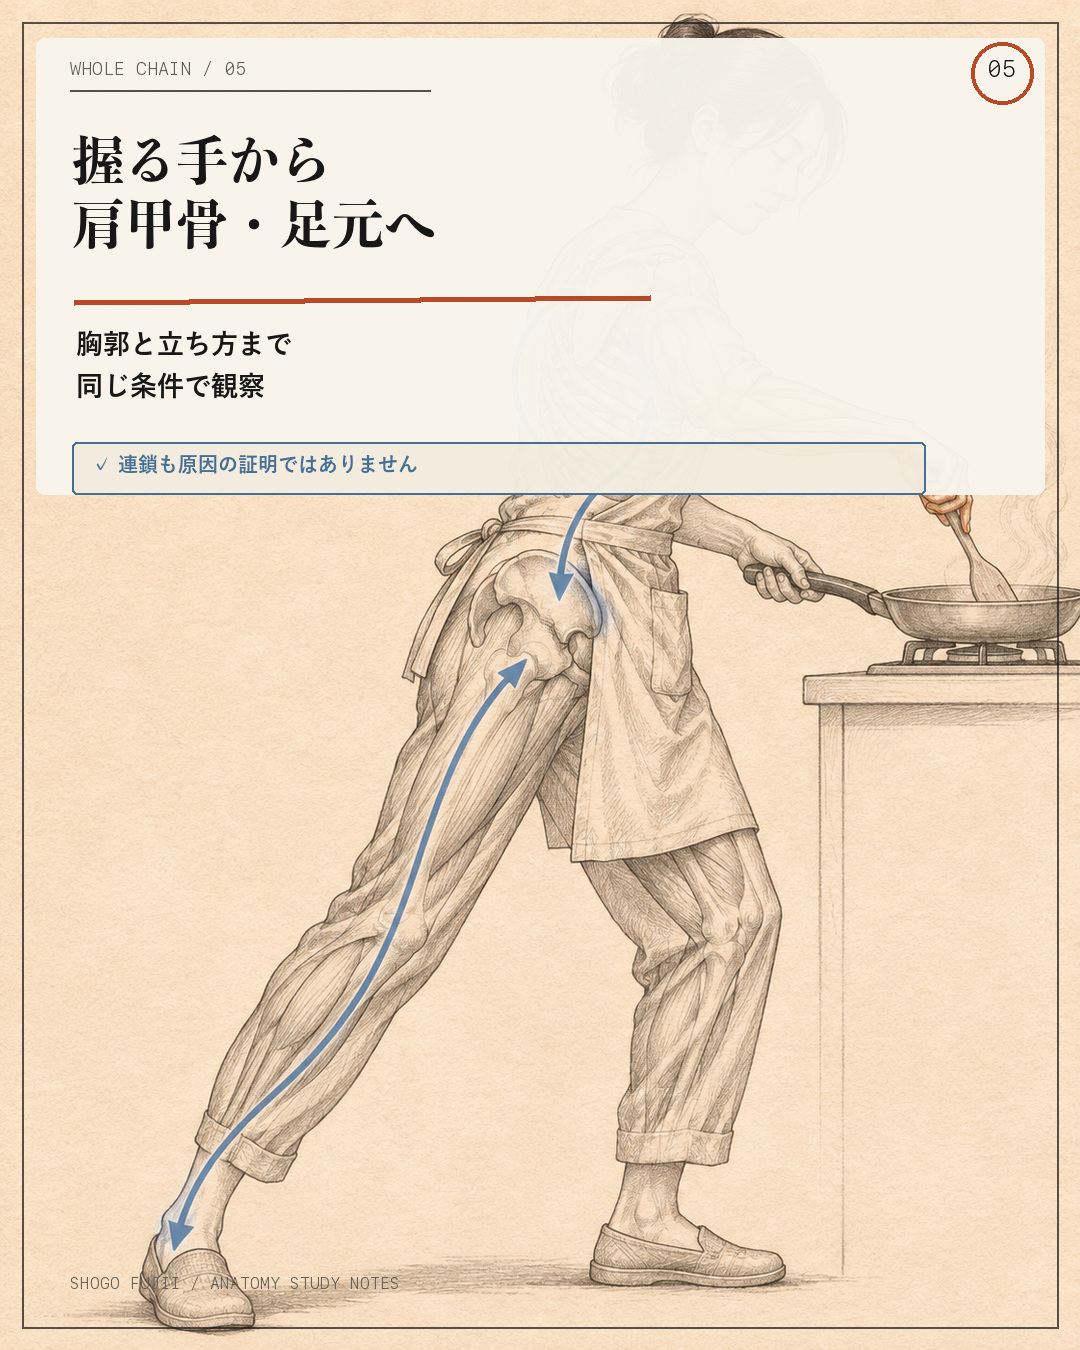 WHOLE CHAIN / 05
05
握る手から
肩甲骨・足元へ
胸郭と立ち方まで
同じ条件で観察
✓ 連鎖も原因の証明ではありません
SHOGO FUJII / ANATOMY STUDY NOTES